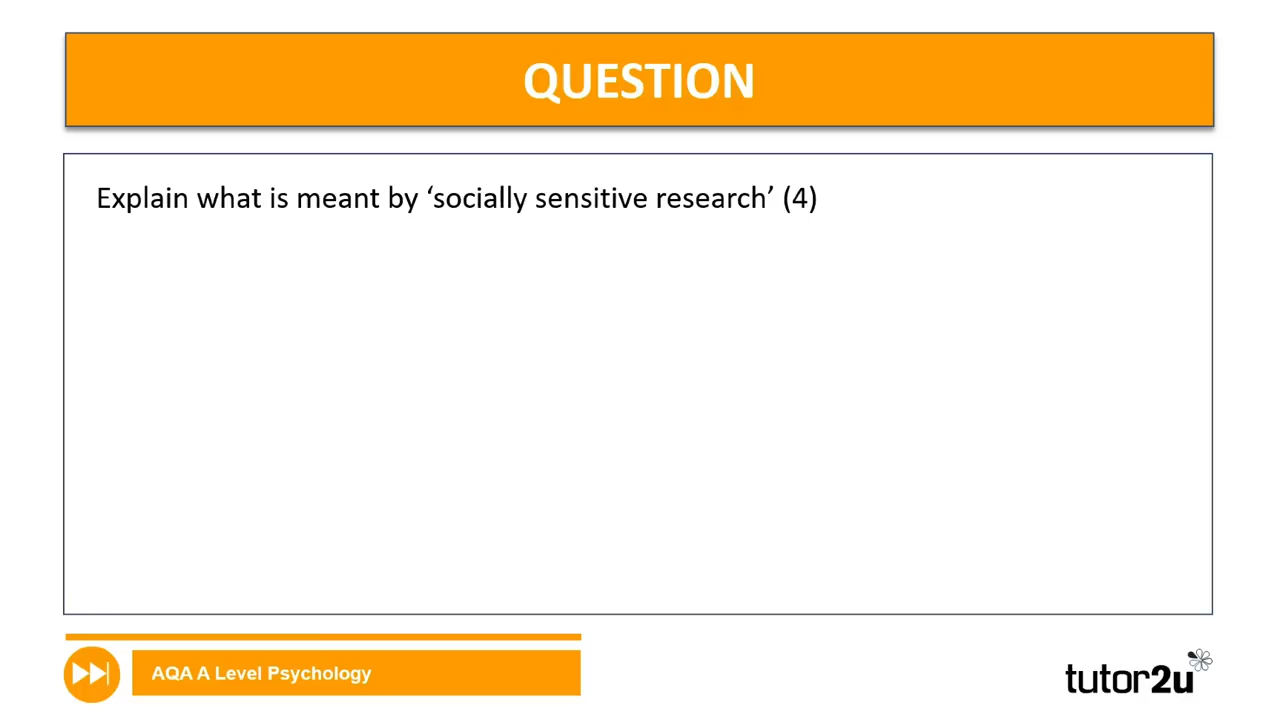 QUESTION
Explain what is meant by ‘socially sensitive research’ (4)
AQA A Level Psychology
tutor2u